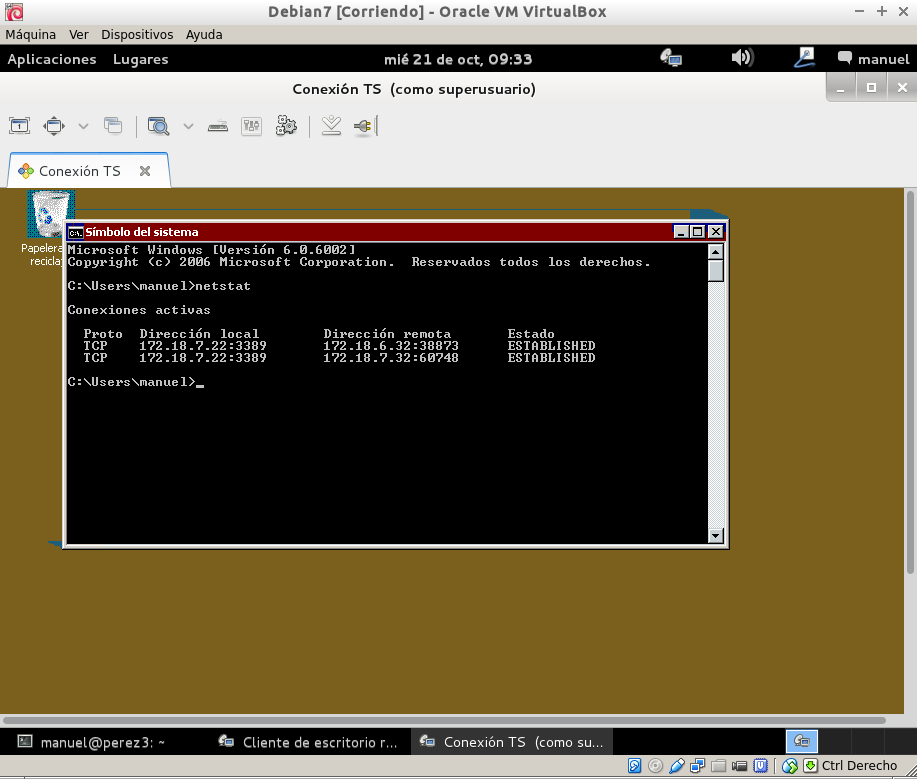 Debian7 [Corriendo] - Oracle VM VirtualBox
Máquina Ver Dispositivos Ayuda
Aplicaciones Lugares mié 21 de oct, 09:33 manuel
Conexión TS (como superusuario)
Conexión TS
Papelera
recicla
Símbolo del sistema
Microsoft Windows [Versión 6.0.6002]
Copyright (c) 2006 Microsoft Corporation. Reservados todos los derechos.
C:\Users\manuel>netstat
Conexiones activas
Proto Dirección local Dirección remota Estado
TCP 172.18.7.22:3389 172.18.6.32:38873 ESTABLISHED
TCP 172.18.7.22:3389 172.18.7.32:60748 ESTABLISHED
C:\Users\manuel>_
manuel@perez3: ~ Cliente de escritorio r... Conexión TS (como su...
Ctrl Derecho